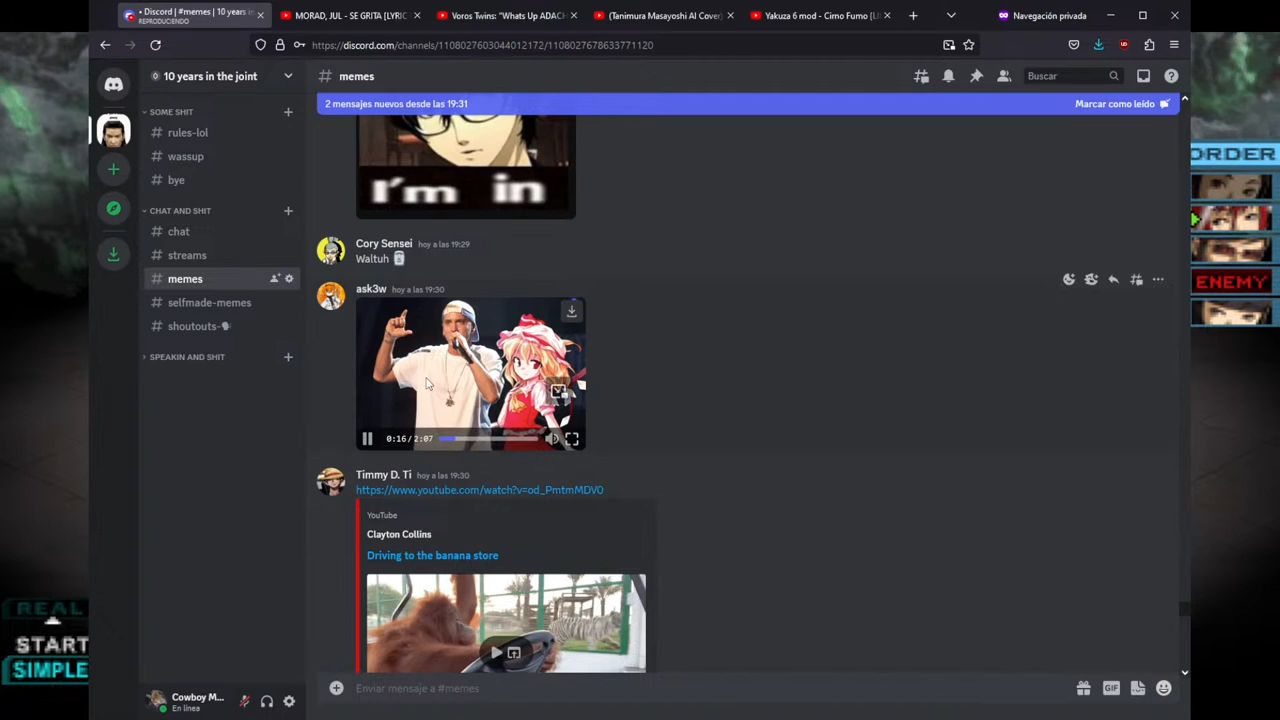 Discord | #memes | 10 years in
REPRODUCIENDO
MORAD, JUL - SE GRITA [LYRIC
Voros Twins: "Whats Up ADACH
(Tanimura Masayoshi AI Cover)
Yakuza 6 mod - Cirno Fumo [L
Navegación privada
https://discord.com/channels/1108027603044012172/1108027678633771120
10 years in the joint
# memes
Buscar
2 mensajes nuevos desde las 19:31
Marcar como leído
SOME SHIT
# rules-lol
# wassup
# bye
CHAT AND SHIT
# chat
# streams
# memes
# selfmade-memes
# shoutouts-
SPEAKIN AND SHIT
I'm in
Cory Sensei hoy a las 19:29
Waltuh
ask3w hoy a las 19:30
0:16/2:07
Timmy D. Ti hoy a las 19:30
https://www.youtube.com/watch?v=od_PmtmMDV0
YouTube
Clayton Collins
Driving to the banana store
Cowboy M...
En línea
Enviar mensaje a #memes
GIF
ORDER
ENEMY
REAL
START
SIMPLE